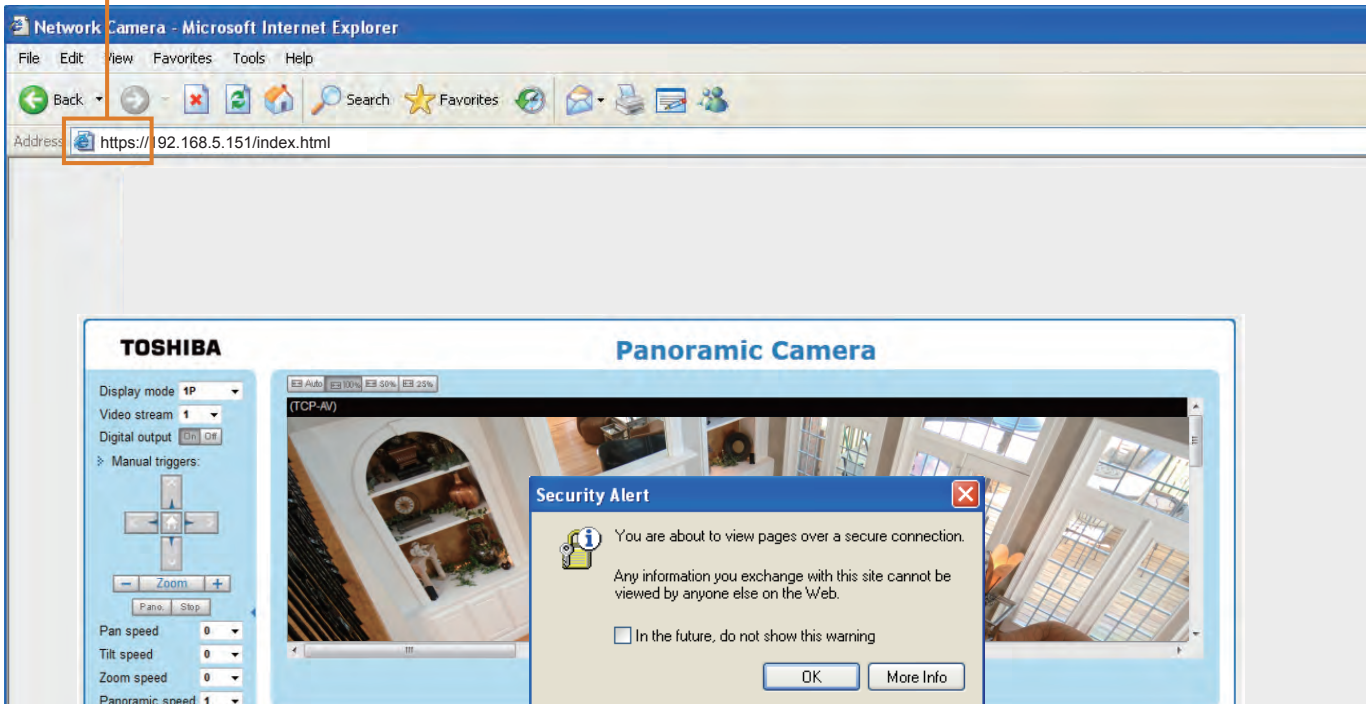 Network Camera - Microsoft Internet Explorer
File Edit View Favorites Tools Help
Back Search Favorites
Address https://192.168.5.151/index.html
TOSHIBA
Panoramic Camera
Display mode 1P
Video stream 1
Digital output On Off
Manual triggers:
Zoom
Pano. Stop
Pan speed 0
Tilt speed 0
Zoom speed 0
Panoramic speed 1
Auto 100% 50% 25%
(TCP-AV)
Security Alert
You are about to view pages over a secure connection.
Any information you exchange with this site cannot be
viewed by anyone else on the Web.
In the future, do not show this warning
OK More Info